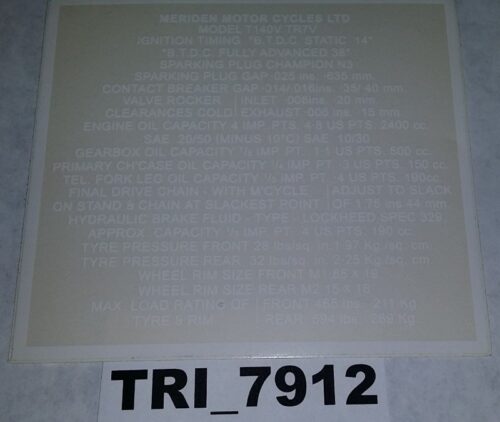 MERIDEN MOTOR CYCLES LTD
MODEL T140V TR7V
IGNITION TIMING °B.T.D.C. STATIC 14°
°B.T.D.C. FULLY ADVANCED 38°
SPARKING PLUG CHAMPION N3
SPARKING PLUG GAP .025 ins. .635 mm.
CONTACT BREAKER GAP .014/.016ins. .35/.40 mm.
VALVE ROCKER INLET .008ins .20 mm
CLEARANCES COLD EXHAUST .006 ins. .15 mm.
ENGINE OIL CAPACITY 4 IMP. PTS. 4·8 US PTS. 2400 cc.
SAE 20/50 (MINUS 10°C) SAE 10/30
GEARBOX OIL CAPACITY IMP. PT. US PTS. 500 cc.
PRIMARY CH'CASE OIL CAPACITY ¼ IMP. PT. US PTS. 150 cc.
TEL. FORK LEG OIL CAPACITY ⅓ IMP. PT. ·4 US PTS. 190cc.
FINAL DRIVE CHAIN - WITH M'CYCLE ADJUST TO SLACK
ON STAND & CHAIN AT SLACKEST POINT OF 1·75 ins 44 mm
HYDRAULIC BRAKE FLUID - TYPE - LOCKHEED SPEC 329
APPROX. CAPACITY ⅓ IMP. PT. ·4 US PTS. 190 cc.
TYRE PRESSURE FRONT 28 lbs/sq. in. 1·97 Kg/sq. cm.
TYRE PRESSURE REAR 32 lbs/sq. in. 2·25 Kg/sq. cm.
WHEEL RIM SIZE FRONT M1 85 X 19
WHEEL RIM SIZE REAR M2 15 X 18
MAX. LOAD RATING OF FRONT 465 lbs. 211 Kg.
TYRE & RIM REAR 594 lbs. 269 Kg.
TRI_7912